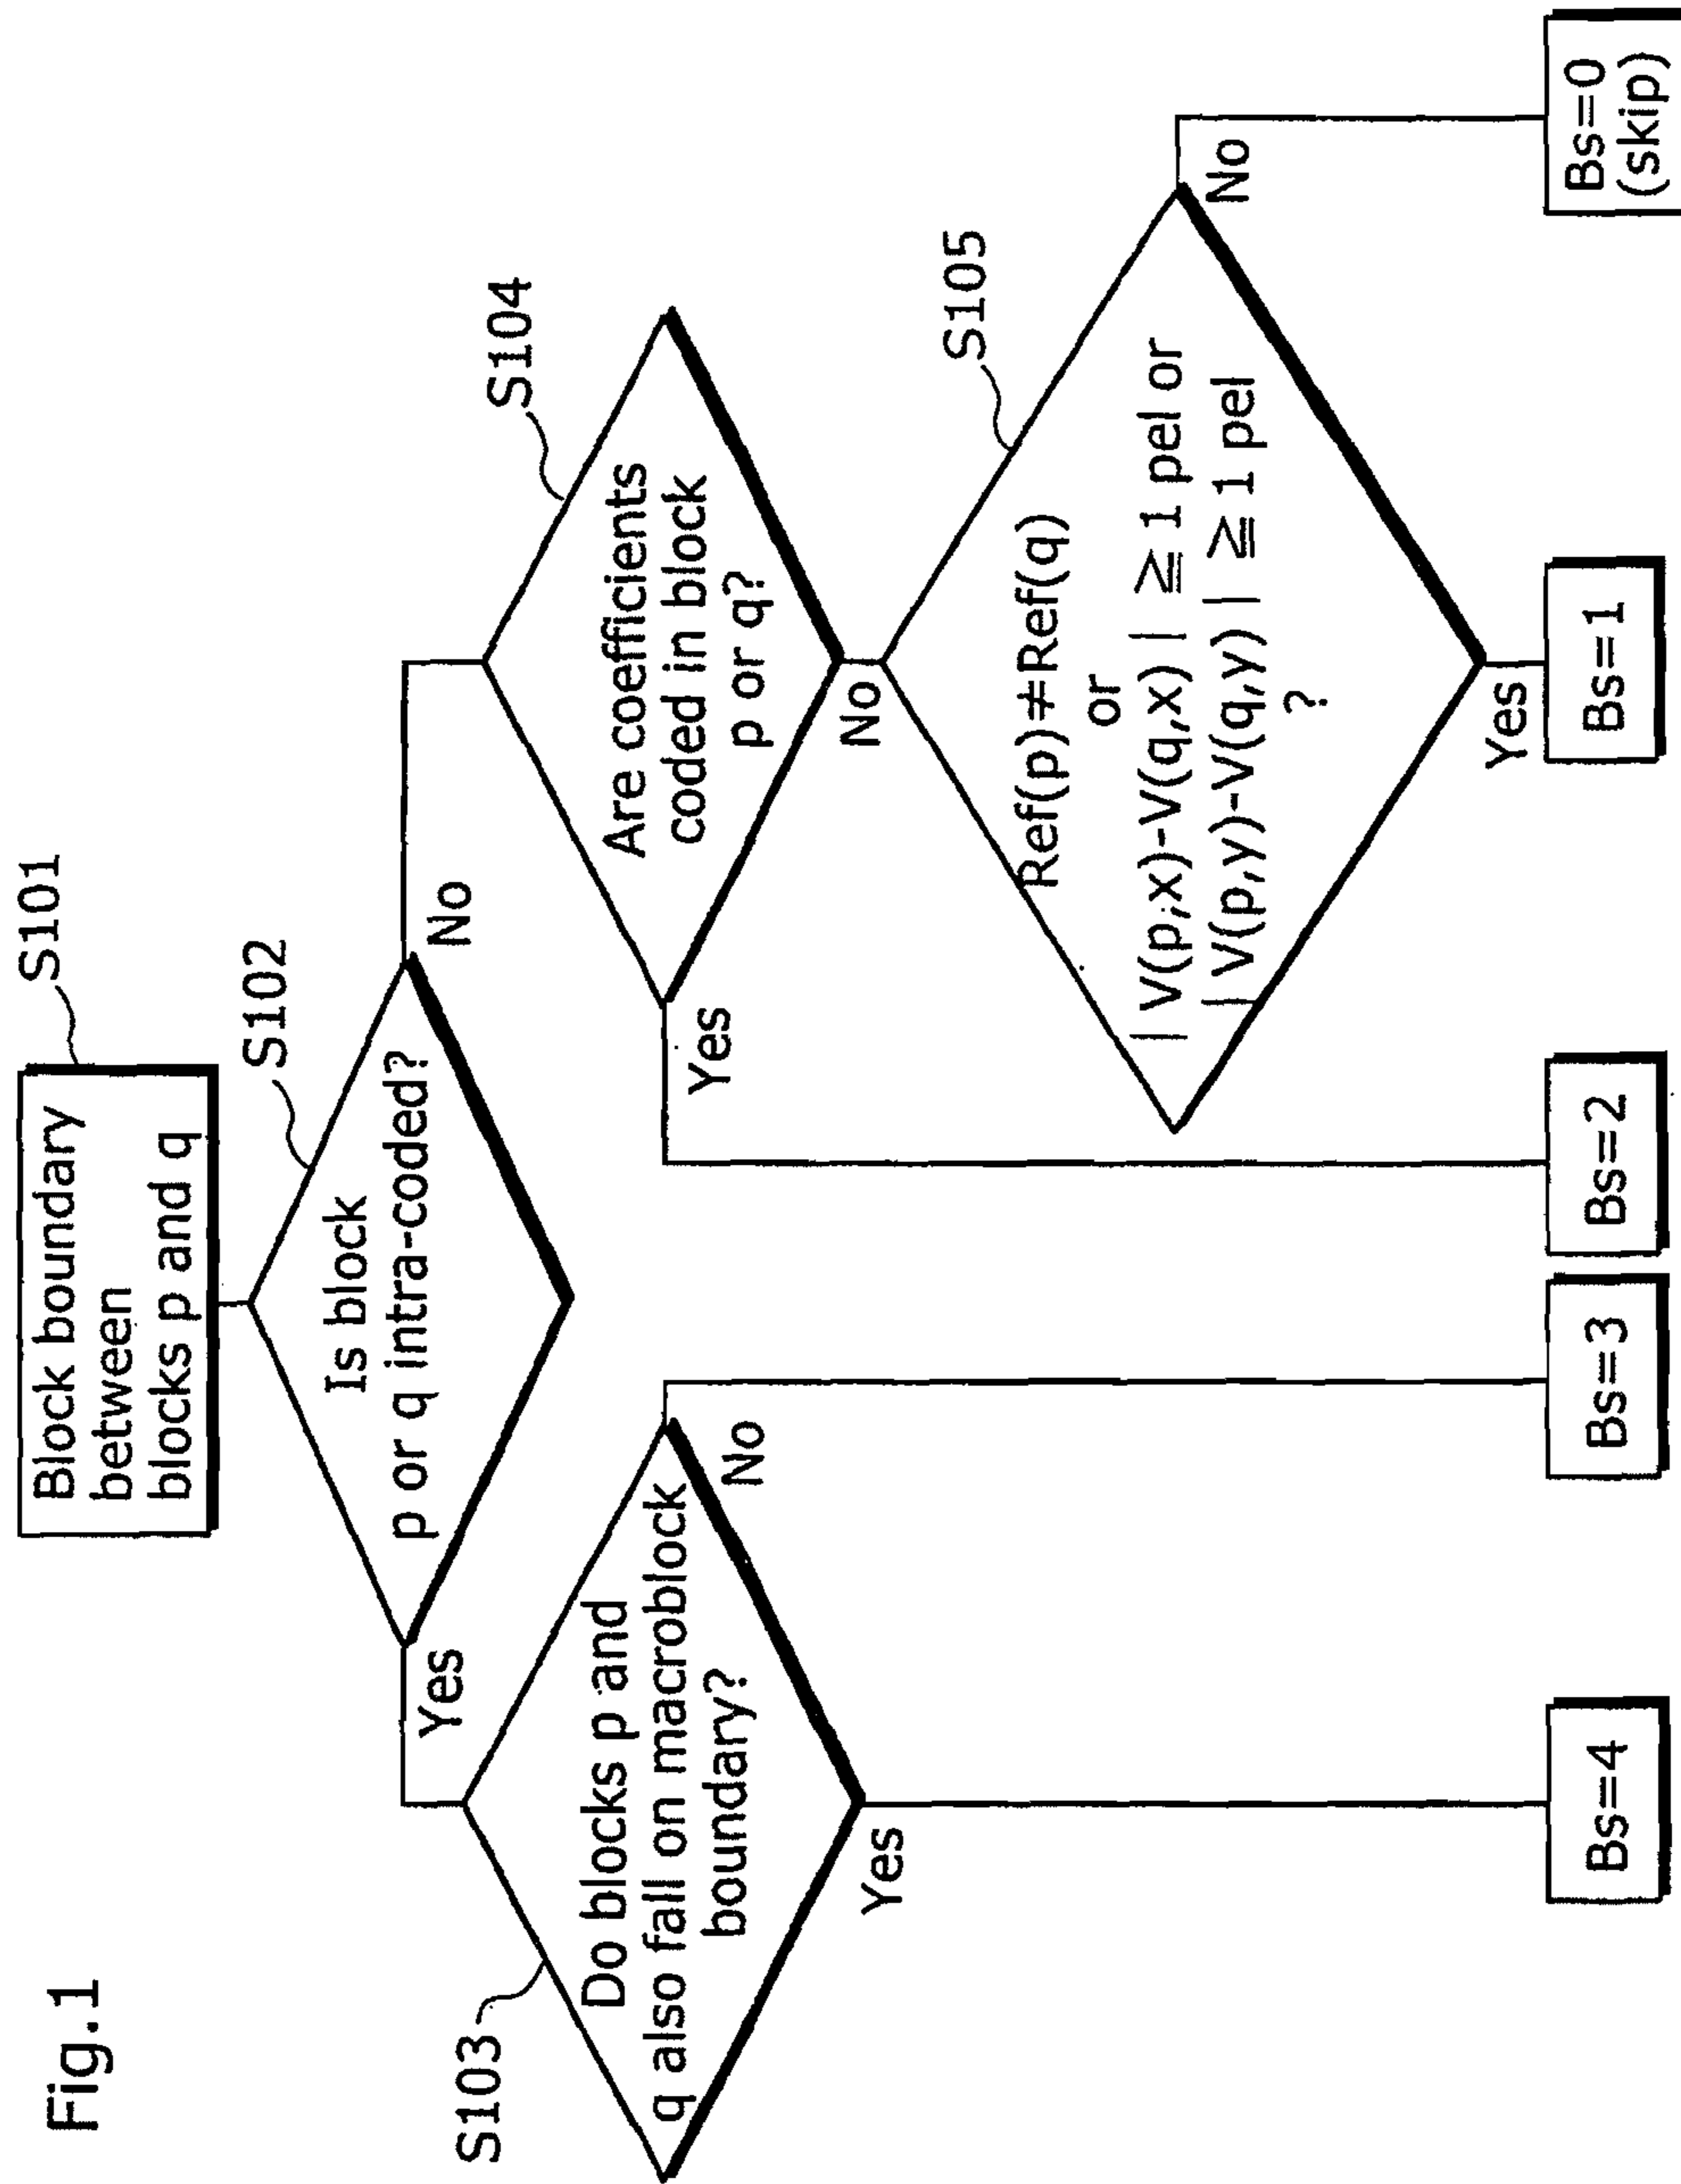 Fig.1
Block boundary
between
blocks p and q
S101
Is block
p or q intra-coded?
S102
Yes
No
S103
Do blocks p and
q also fall on macroblock
boundary?
No
Yes
S104
Are coefficients
coded in block
p or q?
Yes
No
S105
Ref(p)≠Ref(q)
or
| V(p,x)-V(q,x) | ≧ 1 pel or
| V(p,y)-V(q,y) | ≧ 1 pel
?
No
Yes
Bs=4
Bs=3
Bs=2
Bs=1
Bs=0
(skip)